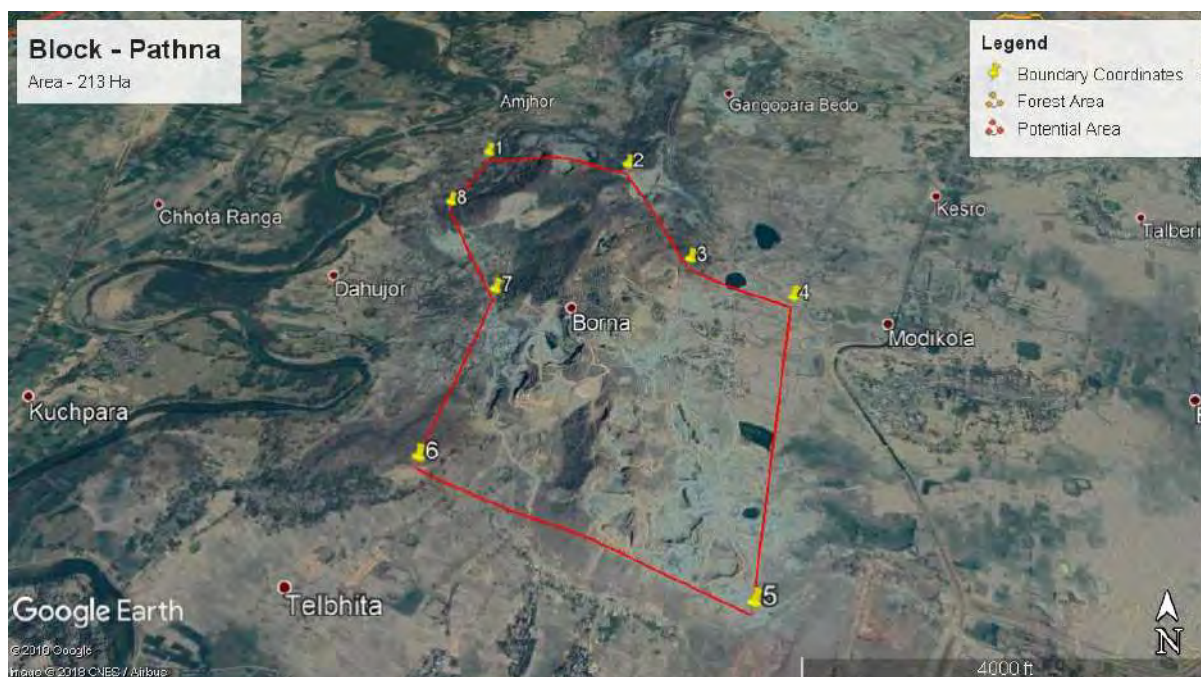 Block - Pathna
Area - 213 Ha
Legend
Boundary Coordinates
Forest Area
Potential Area
Amjhor
Gangopara Bedo
1
2
8
Kesro
Chhota Ranga
Talberi
3
Dahujor
7
4
Borna
Modikola
Kuchpara
6
5
Telbhita
Google Earth
© 2018 Google
Image © 2018 CNES / Airbus
4000 ft
N